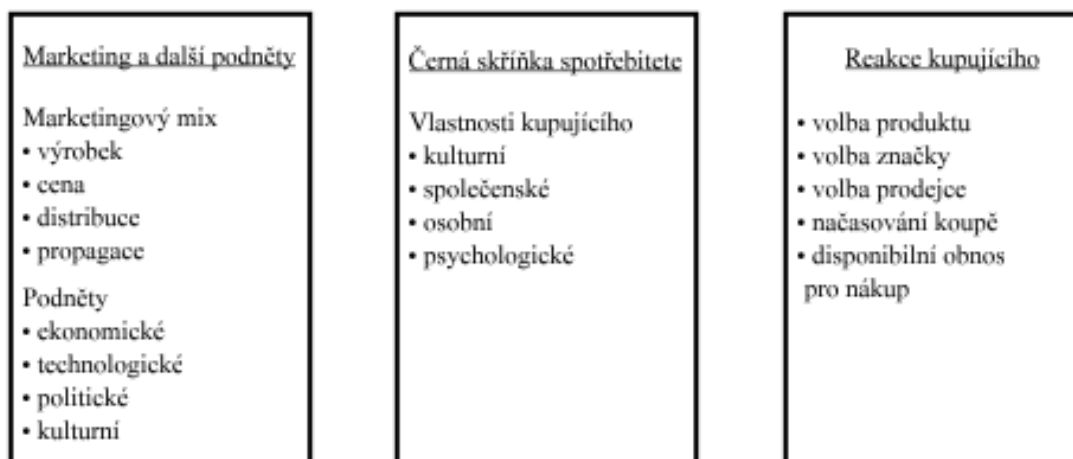 Marketing a další podněty
Marketingový mix
• výrobek
• cena
• distribuce
• propagace
Podněty
• ekonomické
• technologické
• politické
• kulturní
Černá skříňka spotřebitete
Vlastnosti kupujícího
• kulturní
• společenské
• osobní
• psychologické
Reakce kupujícího
• volba produktu
• volba značky
• volba prodejce
• načasování koupě
• disponibilní obnos
pro nákup